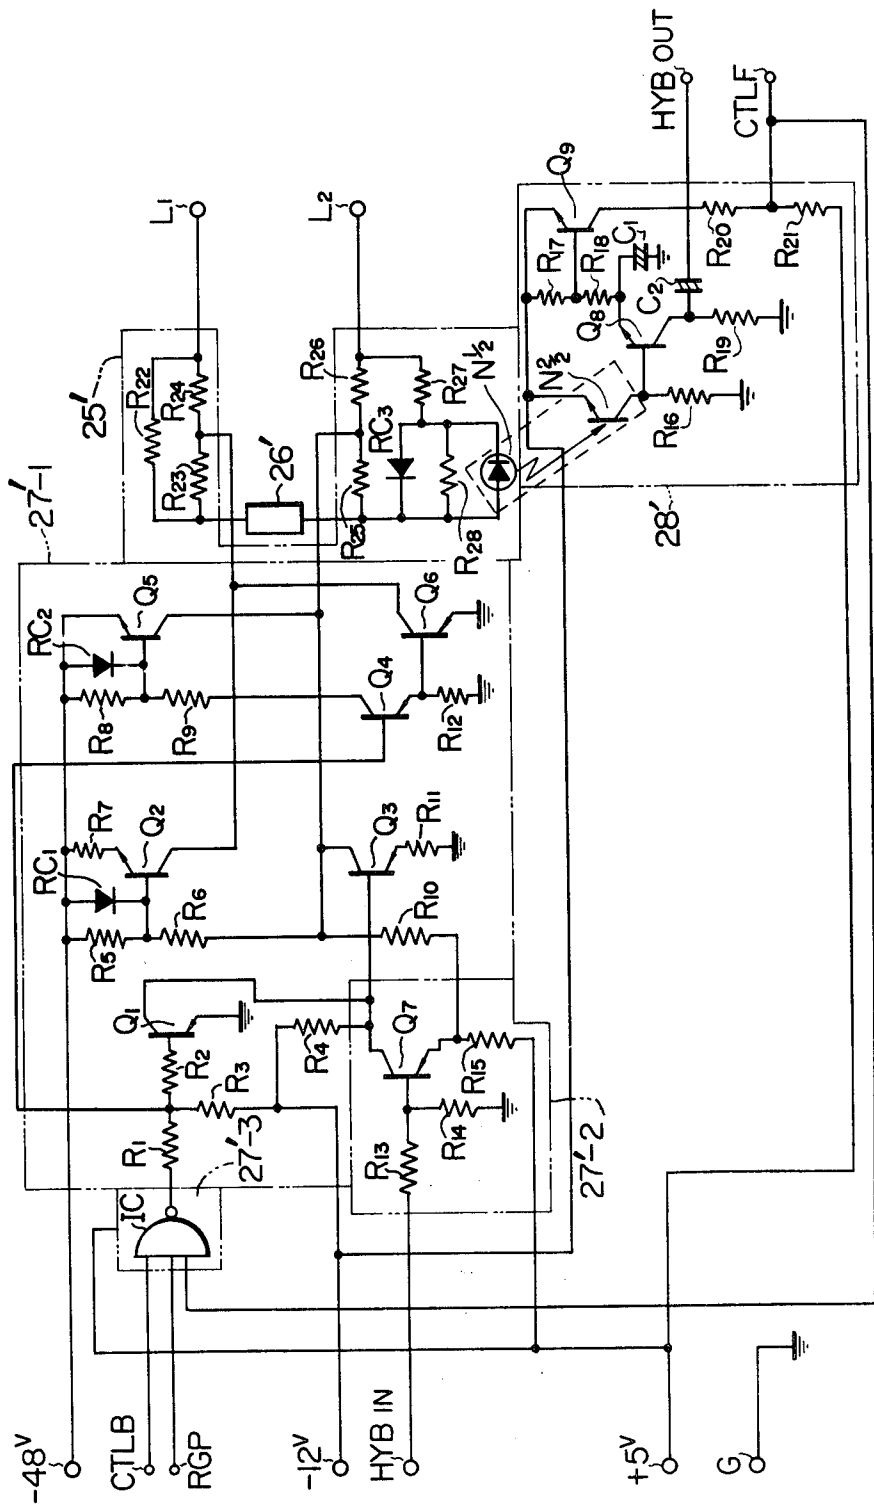 -48V
CTLB
RGP
-12V
HYB IN
+5V
G
IC
27'-3
R1
R2
R3
R4
Q1
R13
R14
Q7
R15
27'-2
27'-1
R5
RC1
R6
R7
Q2
Q3
R10
R11
R8
R9
RC2
Q5
Q4
R12
Q6
25'
R22
R23
R24
26'
R25
R26
RC3
R27
R28
N1/2
L1
L2
N2/2
R16
Q8
R17
R18
C1
C2
R19
Q9
R20
R21
28'
HYB OUT
CTLF